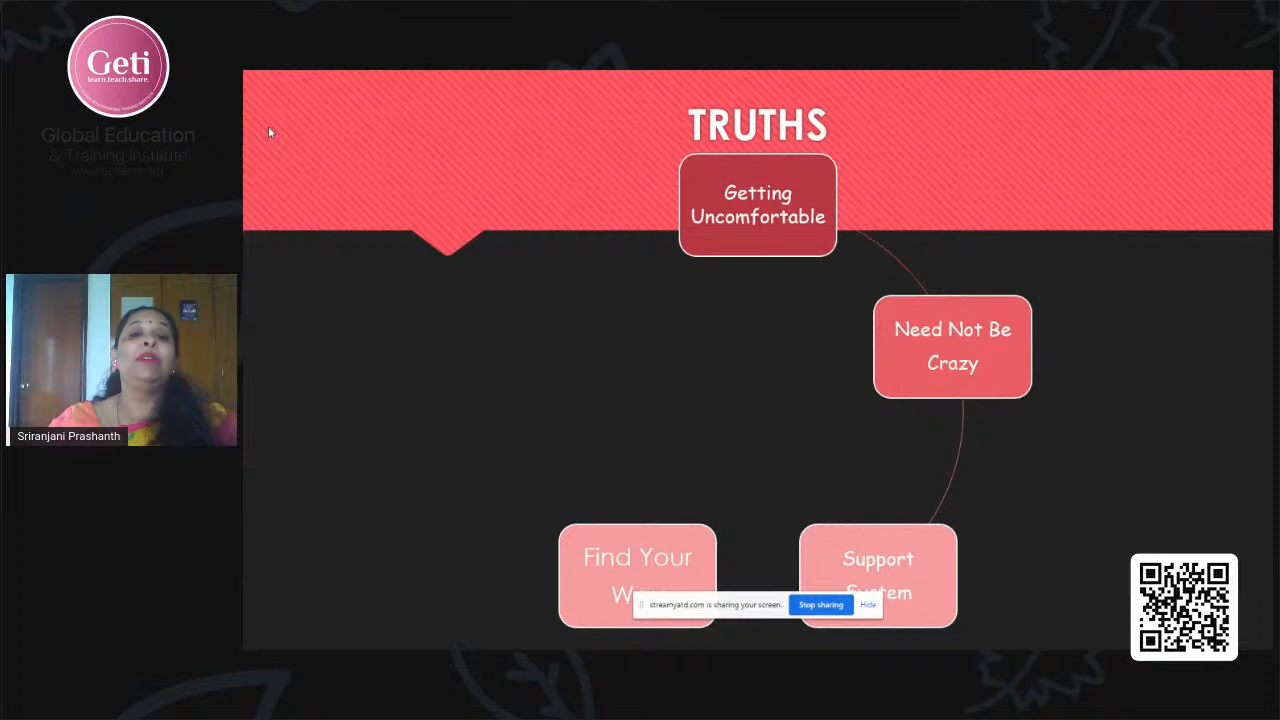 Geti
learn.teach.share.
Global Education
& Training Institute
TRUTHS
Getting
Uncomfortable
Need Not Be
Crazy
Support
Find Your
streamyard.com is sharing your screen.
Stop sharing
Hide
Sriranjani Prashanth